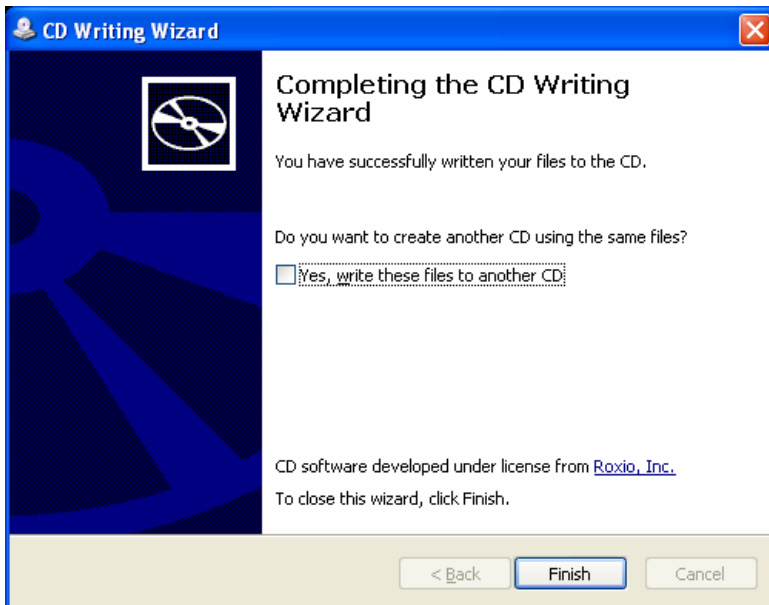 CD Writing Wizard
Completing the CD Writing
Wizard
You have successfully written your files to the CD.
Do you want to create another CD using the same files?
Yes, write these files to another CD
CD software developed under license from Roxio, Inc.
To close this wizard, click Finish.
< Back Finish Cancel